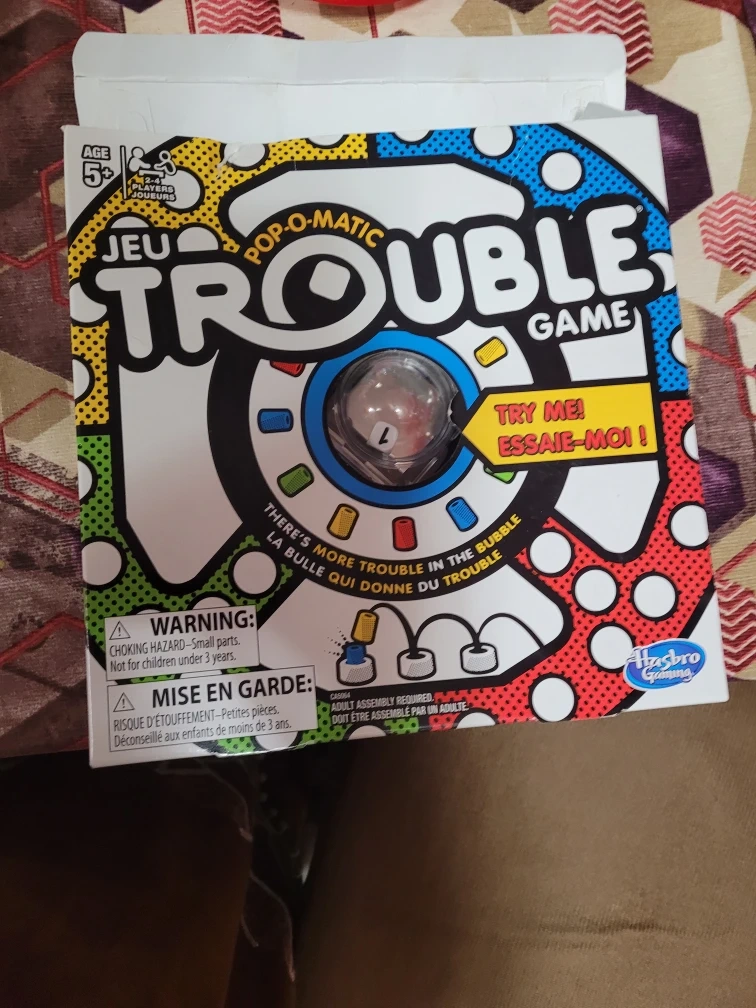 AGE
5+
2-4
PLAYERS
JOUEURS
JEU
POP-O-MATIC
TROUBLE®
GAME
1
TRY ME!
ESSAIE-MOI !
THERE'S MORE TROUBLE IN THE BUBBLE
LA BULLE QUI DONNE DU TROUBLE
WARNING:
CHOKING HAZARD–Small parts.
Not for children under 3 years.
MISE EN GARDE:
RISQUE D'ÉTOUFFEMENT–Petites pièces.
Déconseillé aux enfants de moins de 3 ans.
ADULT ASSEMBLY REQUIRED.
DOIT ÊTRE ASSEMBLÉ PAR UN ADULTE.
Hasbro
Gaming